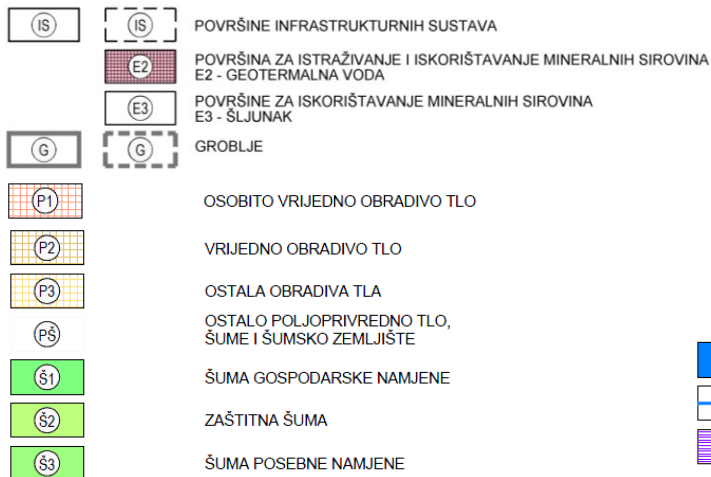 IS IS POVRŠINE INFRASTRUKTURNIH SUSTAVA
E2 POVRŠINA ZA ISTRAŽIVANJE I ISKORIŠTAVANJE MINERALNIH SIROVINA
E2 - GEOTERMALNA VODA
E3 POVRŠINE ZA ISKORIŠTAVANJE MINERALNIH SIROVINA
E3 - ŠLJUNAK
G G GROBLJE
P1 OSOBITO VRIJEDNO OBRADIVO TLO
P2 VRIJEDNO OBRADIVO TLO
P3 OSTALA OBRADIVA TLA
PŠ OSTALO POLJOPRIVREDNO TLO,
ŠUME I ŠUMSKO ZEMLJIŠTE
Š1 ŠUMA GOSPODARSKE NAMJENE
Š2 ZAŠTITNA ŠUMA
Š3 ŠUMA POSEBNE NAMJENE